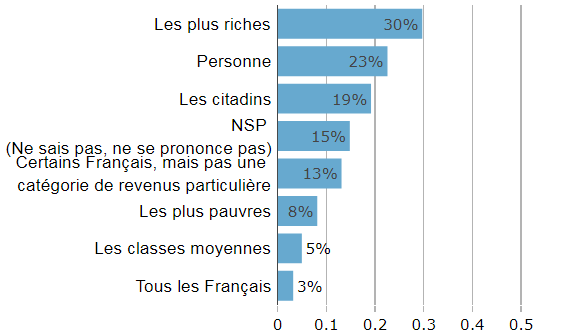 Les plus riches 30%
Personne 23%
Les citadins 19%
NSP
(Ne sais pas, ne se prononce pas) 15%
Certains Français, mais pas une
catégorie de revenus particulière 13%
Les plus pauvres 8%
Les classes moyennes 5%
Tous les Français 3%
0 0.1 0.2 0.3 0.4 0.5